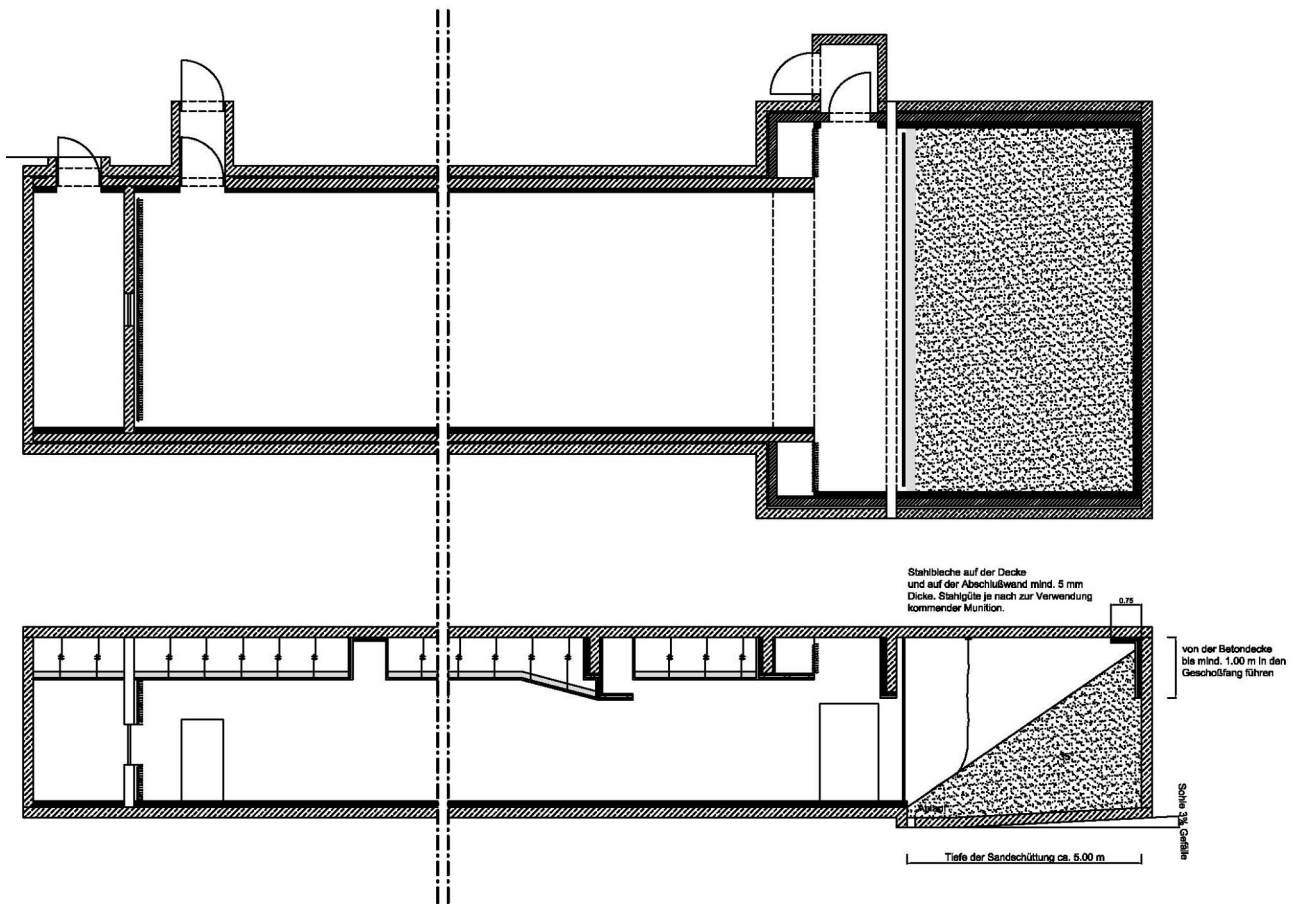 Stahlbleche auf der Decke
und auf der Abschlußwand mind. 5 mm
Dicke. Stahlgüte je nach zur Verwendung
kommender Munition.
0.75
von der Betondecke
bis mind. 1.00 m in den
Geschoßfang führen
Ablauf
Sohle 3% Gefälle
Tiefe der Sandschüttung ca. 5.00 m